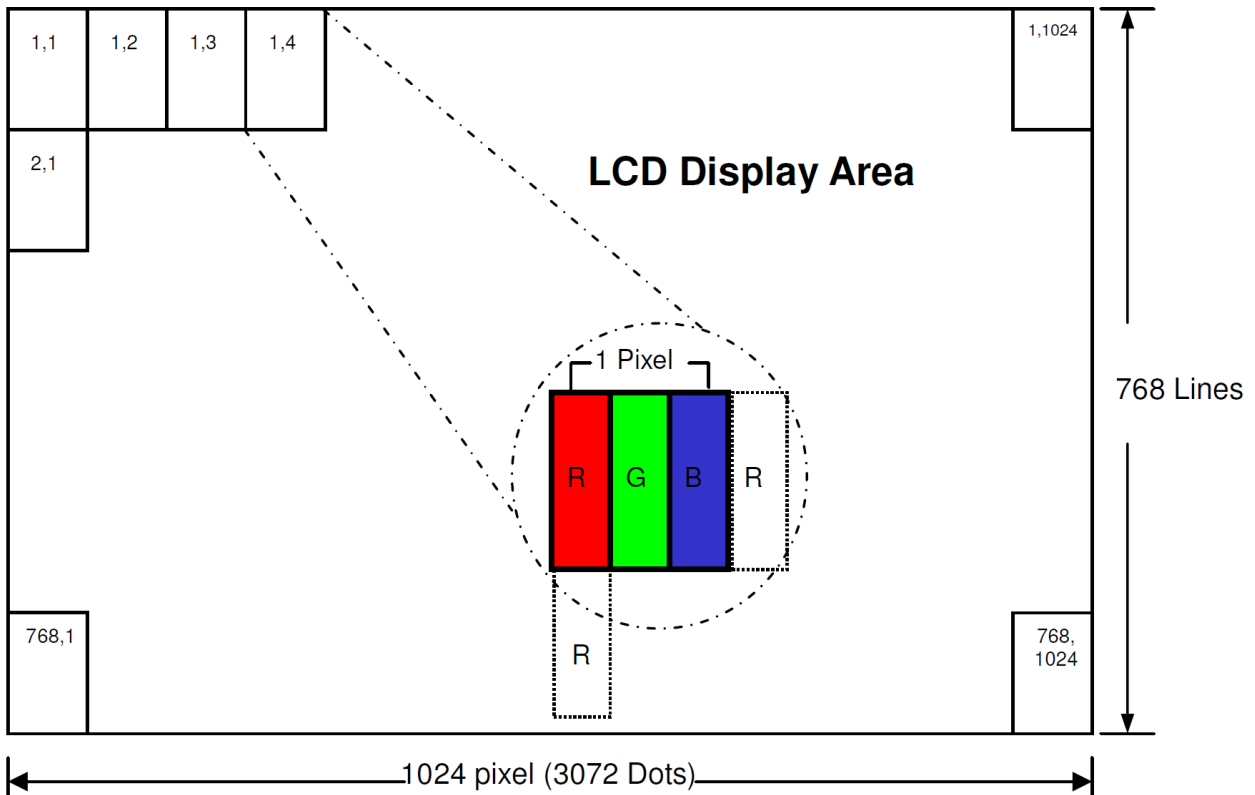 1,1 1,2 1,3 1,4 1,1024
2,1
LCD Display Area
1 Pixel
768 Lines
R G B R
R
768,1
768,
1024
1024 pixel (3072 Dots)